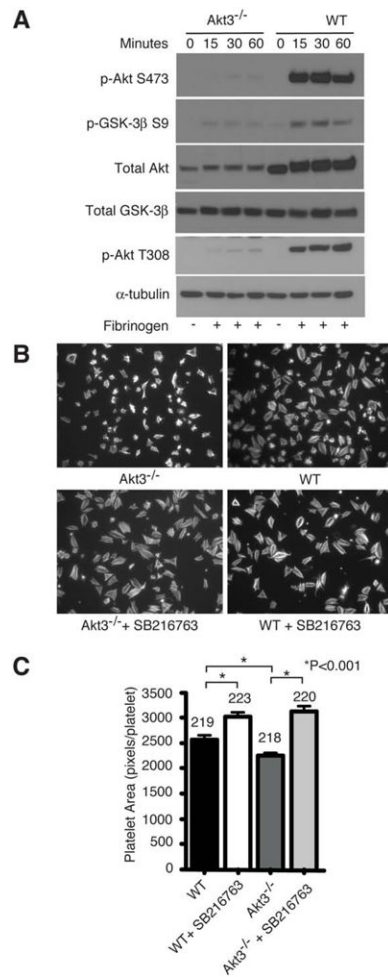 A
Akt3-/- WT
Minutes 0 15 30 60 0 15 30 60
p-Akt S473
p-GSK-3β S9
Total Akt
Total GSK-3β
p-Akt T308
α-tubulin
Fibrinogen - + + + - + + +
B
Akt3-/- WT
Akt3-/-+ SB216763 WT + SB216763
C
*P<0.001
*
* *
219 223 218 220
Platelet Area (pixels/platelet)
3500
3000
2500
2000
1500
1000
500
0
WT
WT+ SB216763
Akt3-/-
Akt3-/- + SB216763